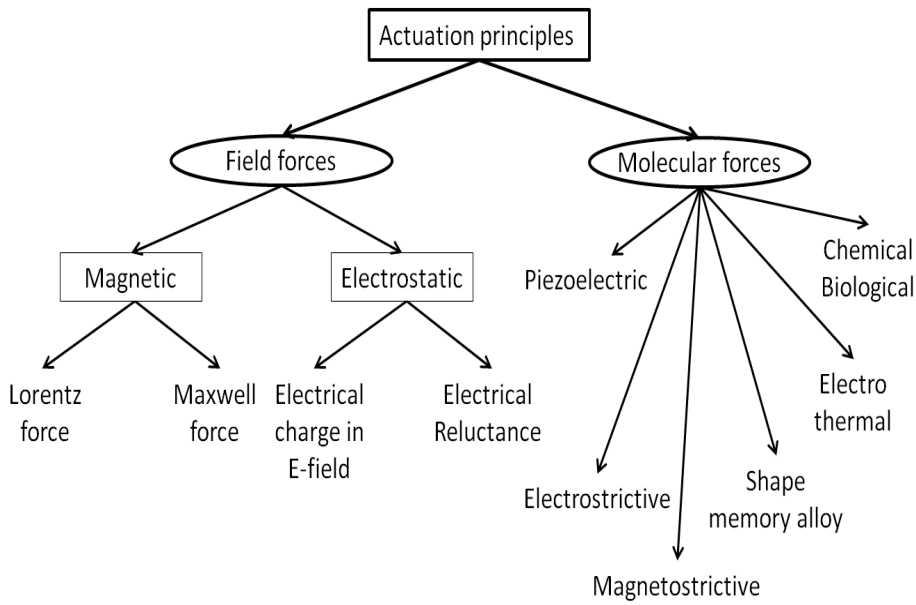 Actuation principles
Field forces
Molecular forces
Magnetic
Electrostatic
Piezoelectric
Chemical
Biological
Lorentz
force
Maxwell
force
Electrical
charge in
E-field
Electrical
Reluctance
Electro
thermal
Electrostrictive
Shape
memory alloy
Magnetostrictive